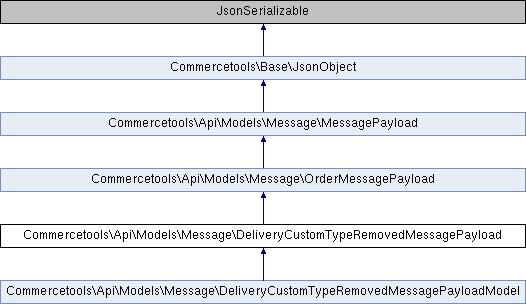 JsonSerializable
Commercetools\Base\JsonObject
Commercetools\Api\Models\Message\MessagePayload
Commercetools\Api\Models\Message\OrderMessagePayload
Commercetools\Api\Models\Message\DeliveryCustomTypeRemovedMessagePayload
Commercetools\Api\Models\Message\DeliveryCustomTypeRemovedMessagePayloadModel